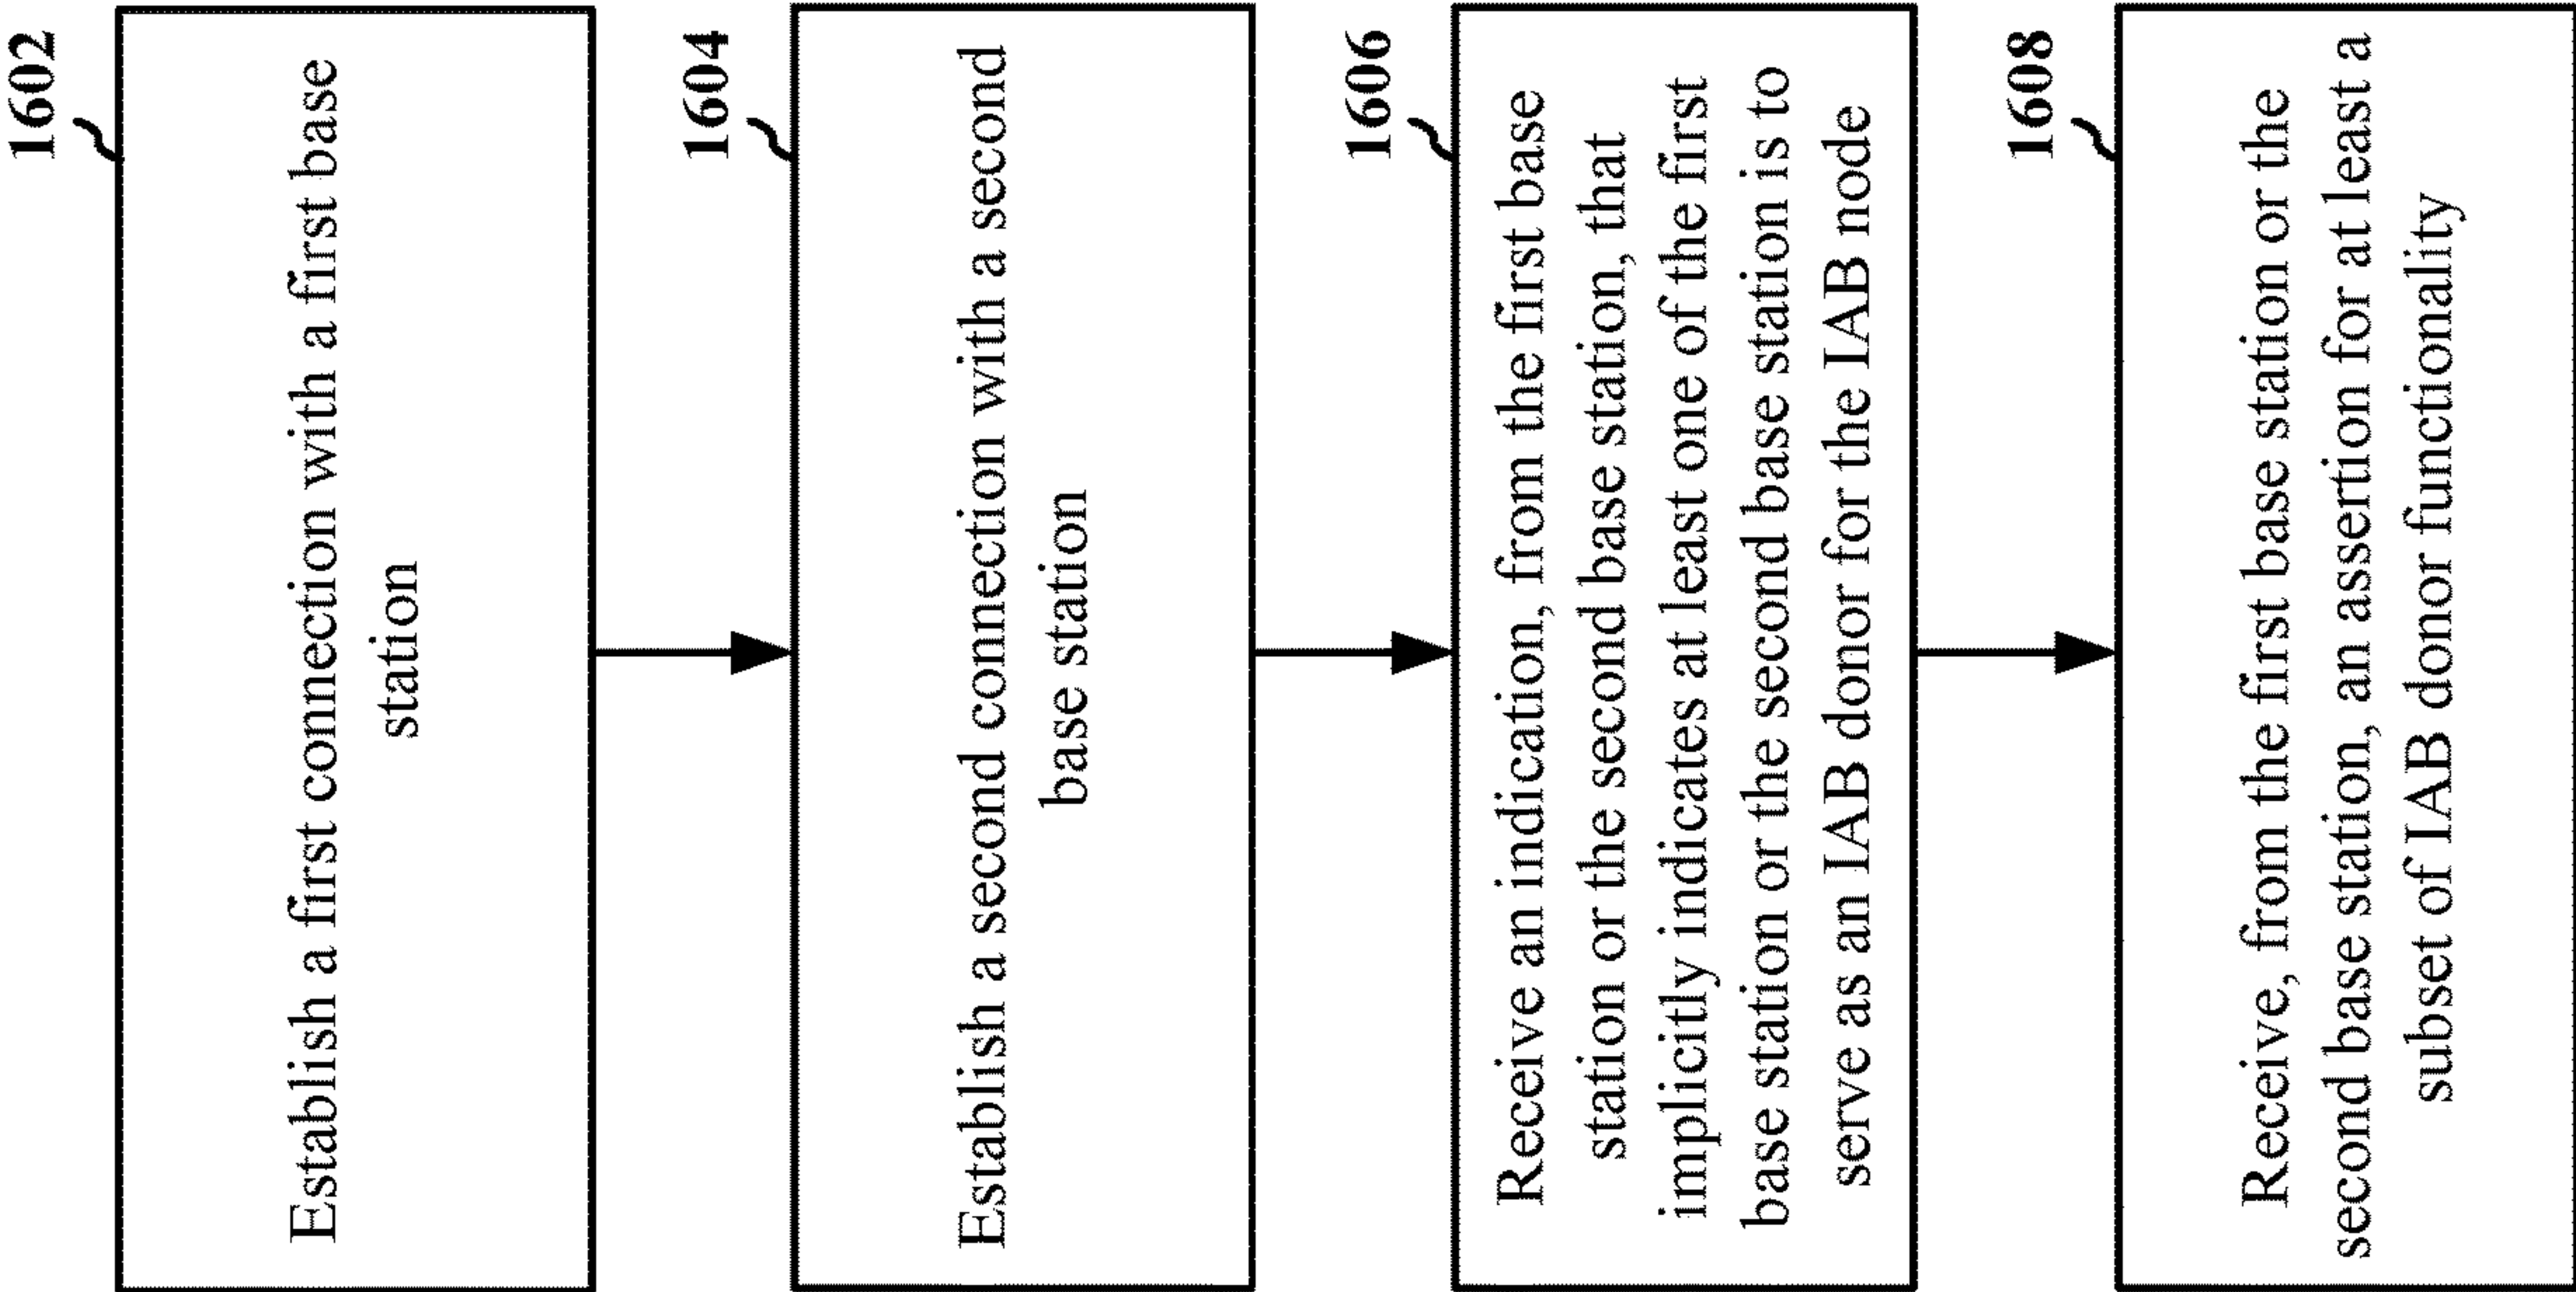 1602
Establish a first connection with a first base
station
1604
Establish a second connection with a second
base station
1606
Receive an indication, from the first base
station or the second base station, that
implicitly indicates at least one of the first
base station or the second base station is to
serve as an IAB donor for the IAB node
1608
Receive, from the first base station or the
second base station, an assertion for at least a
subset of IAB donor functionality